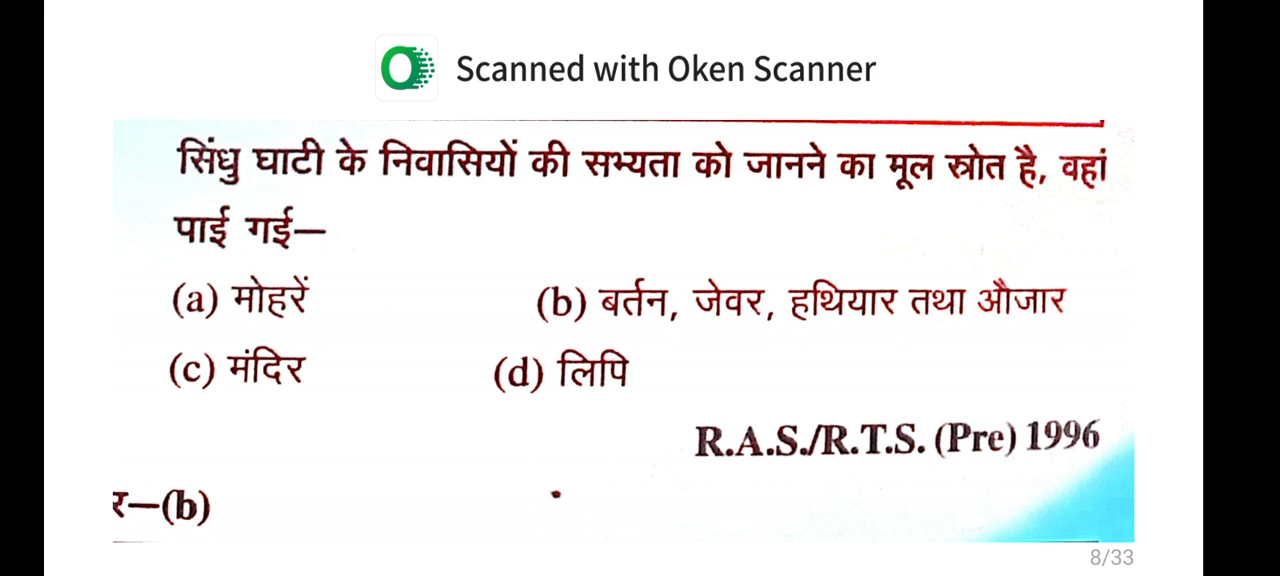 Scanned with Oken Scanner
सिंधु घाटी के निवासियों की सभ्यता को जानने का मूल स्रोत है, वहां
पाई गई—
(a) मोहरें (b) बर्तन, जेवर, हथियार तथा औजार
(c) मंदिर (d) लिपि
R.A.S./R.T.S. (Pre) 1996
र—(b)
8/33